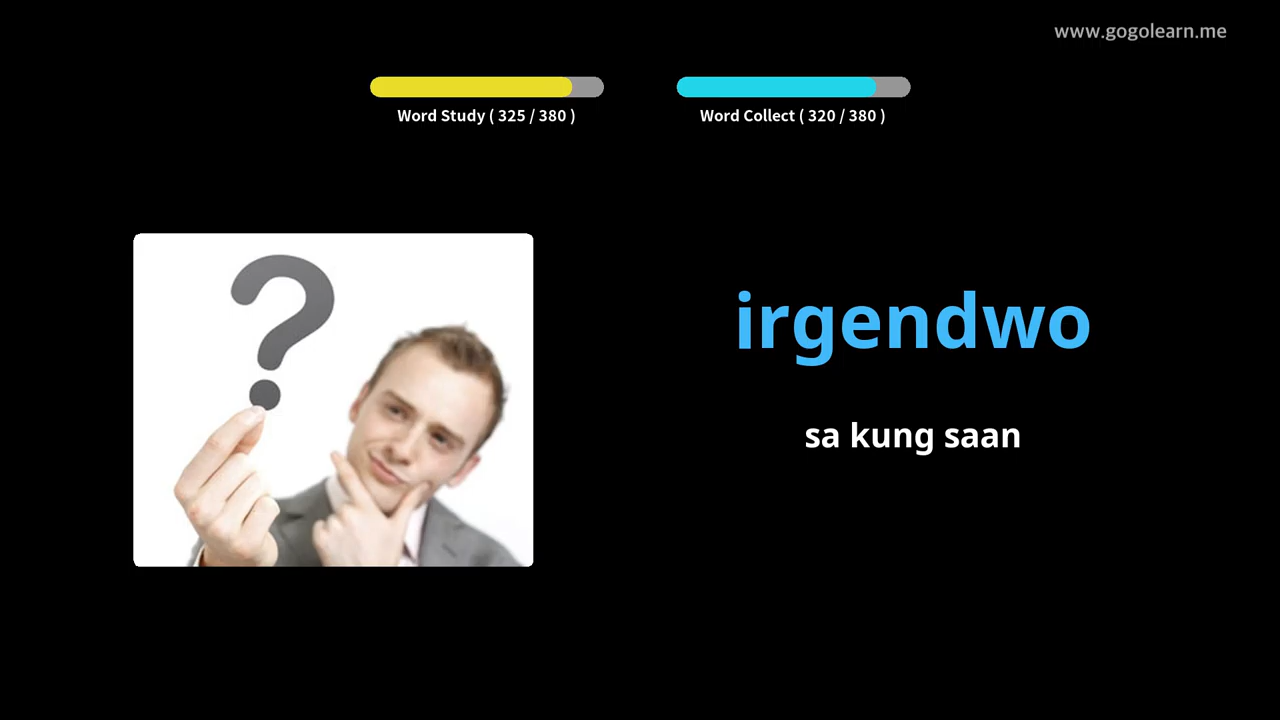 www.gogolearn.me
Word Study ( 325 / 380 )
Word Collect ( 320 / 380 )
irgendwo
sa kung saan